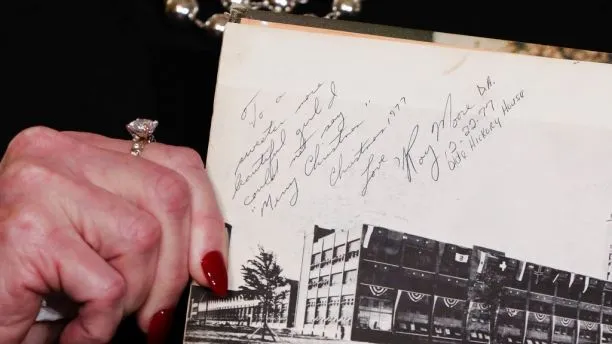 To a
sweeter more
beautiful girl I
could not say
"Merry Christmas"
Christmas 1977
Love,
Roy Moore D.A.
12-22-77
Olde Hickory House